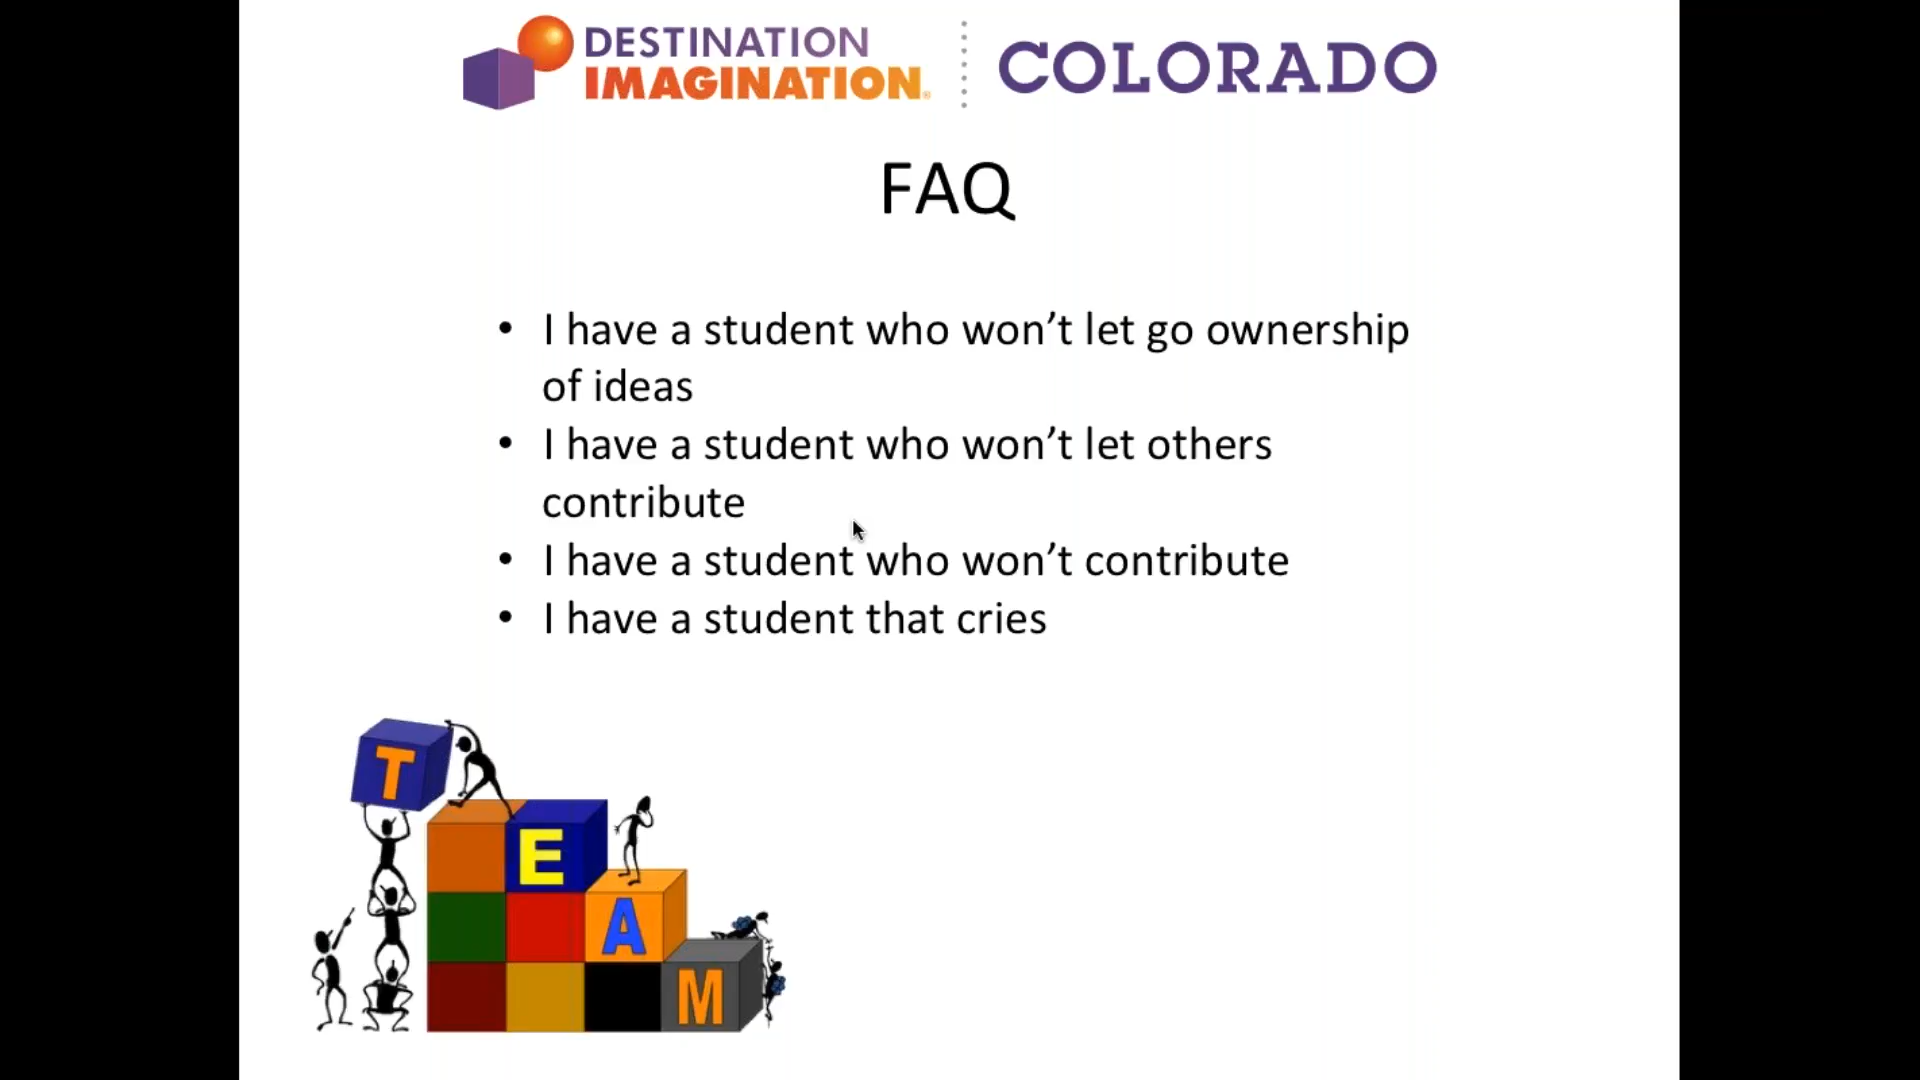 DESTINATION
IMAGINATION®
COLORADO
FAQ
• I have a student who won’t let go ownership
of ideas
• I have a student who won’t let others
contribute
• I have a student who won’t contribute
• I have a student that cries
T
E
A
M